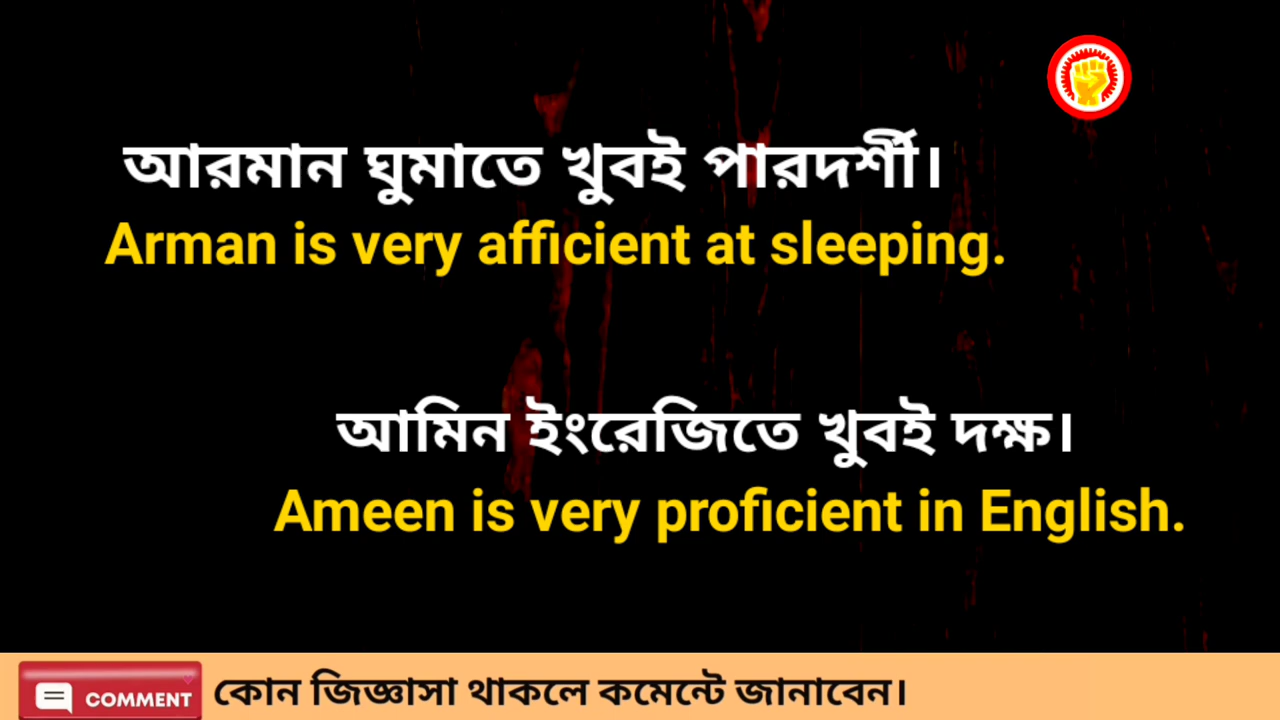 আরমান ঘুমাতে খুবই পারদর্শী।
Arman is very afficient at sleeping.
আমিন ইংরেজিতে খুবই দক্ষ।
Ameen is very proficient in English.
COMMENT কোন জিজ্ঞাসা থাকলে কমেন্টে জানাবেন।